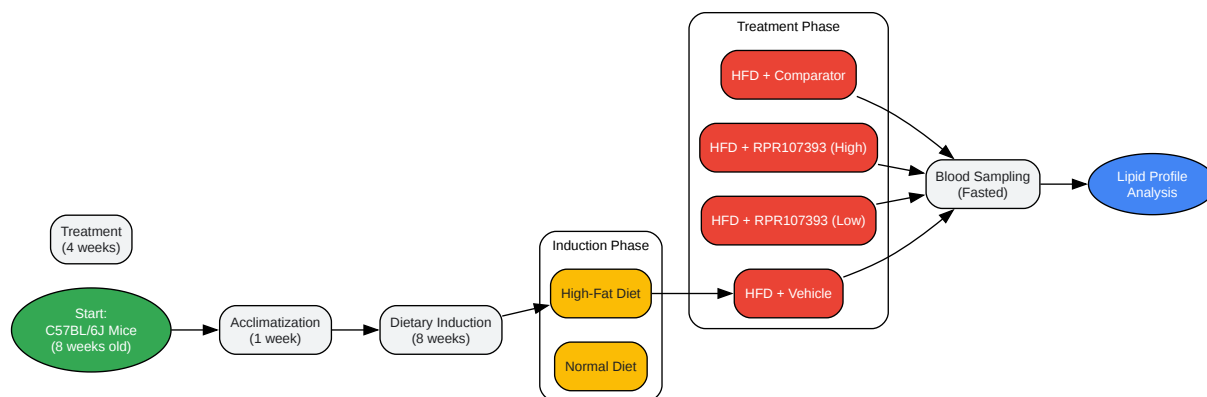 Treatment Phase
HFD + Comparator
HFD + RPR107393 (High)
HFD + RPR107393 (Low)
HFD + Vehicle
Blood Sampling
(Fasted)
Lipid Profile
Analysis
Treatment
(4 weeks)
Start:
C57BL/6J Mice
(8 weeks old)
Acclimatization
(1 week)
Dietary Induction
(8 weeks)
Induction Phase
High-Fat Diet
Normal Diet